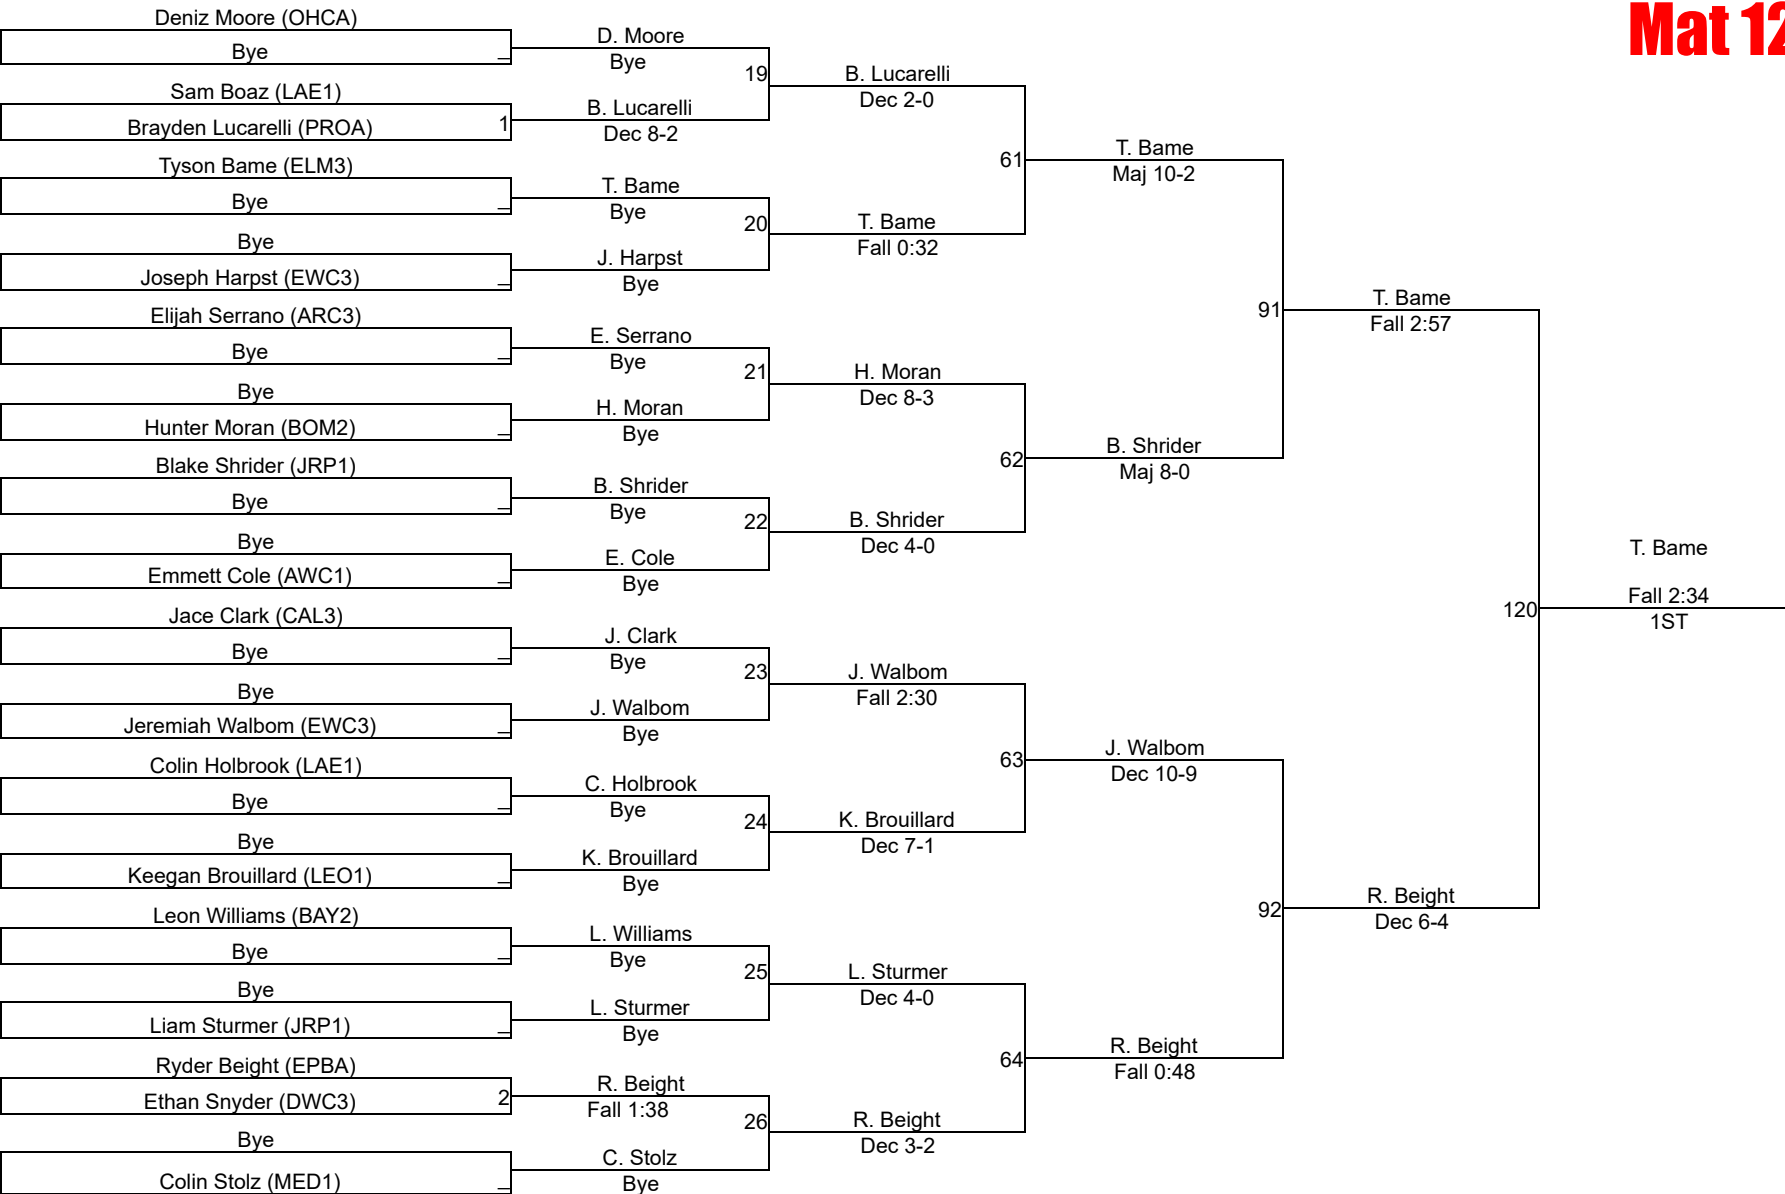 Mat 12
Deniz Moore (OHCA)
Bye
Sam Boaz (LAE1)
Brayden Lucarelli (PROA) 1
Tyson Bame (ELM3)
Bye
Bye
Joseph Harpst (EWC3)
Elijah Serrano (ARC3)
Bye
Bye
Hunter Moran (BOM2)
Blake Shrider (JRP1)
Bye
Bye
Emmett Cole (AWC1)
Jace Clark (CAL3)
Bye
Bye
Jeremiah Walbom (EWC3)
Colin Holbrook (LAE1)
Bye
Bye
Keegan Brouillard (LEO1)
Leon Williams (BAY2)
Bye
Bye
Liam Sturmer (JRP1)
Ryder Beight (EPBA)
Ethan Snyder (DWC3) 2
Bye
Colin Stolz (MED1)
D. Moore
Bye
19
B. Lucarelli
Dec 8-2
T. Bame
Bye
20
J. Harpst
Bye
E. Serrano
Bye
21
H. Moran
Bye
B. Shrider
Bye
22
E. Cole
Bye
J. Clark
Bye
23
J. Walbom
Bye
C. Holbrook
Bye
24
K. Brouillard
Bye
L. Williams
Bye
25
L. Sturmer
Bye
R. Beight
Fall 1:38
26
C. Stolz
Bye
B. Lucarelli
Dec 2-0
61
T. Bame
Fall 0:32
H. Moran
Dec 8-3
62
B. Shrider
Dec 4-0
J. Walbom
Fall 2:30
63
K. Brouillard
Dec 7-1
L. Sturmer
Dec 4-0
64
R. Beight
Dec 3-2
T. Bame
Maj 10-2
91
B. Shrider
Maj 8-0
J. Walbom
Dec 10-9
92
R. Beight
Fall 0:48
T. Bame
Fall 2:57
120
R. Beight
Dec 6-4
T. Bame
Fall 2:34
1ST